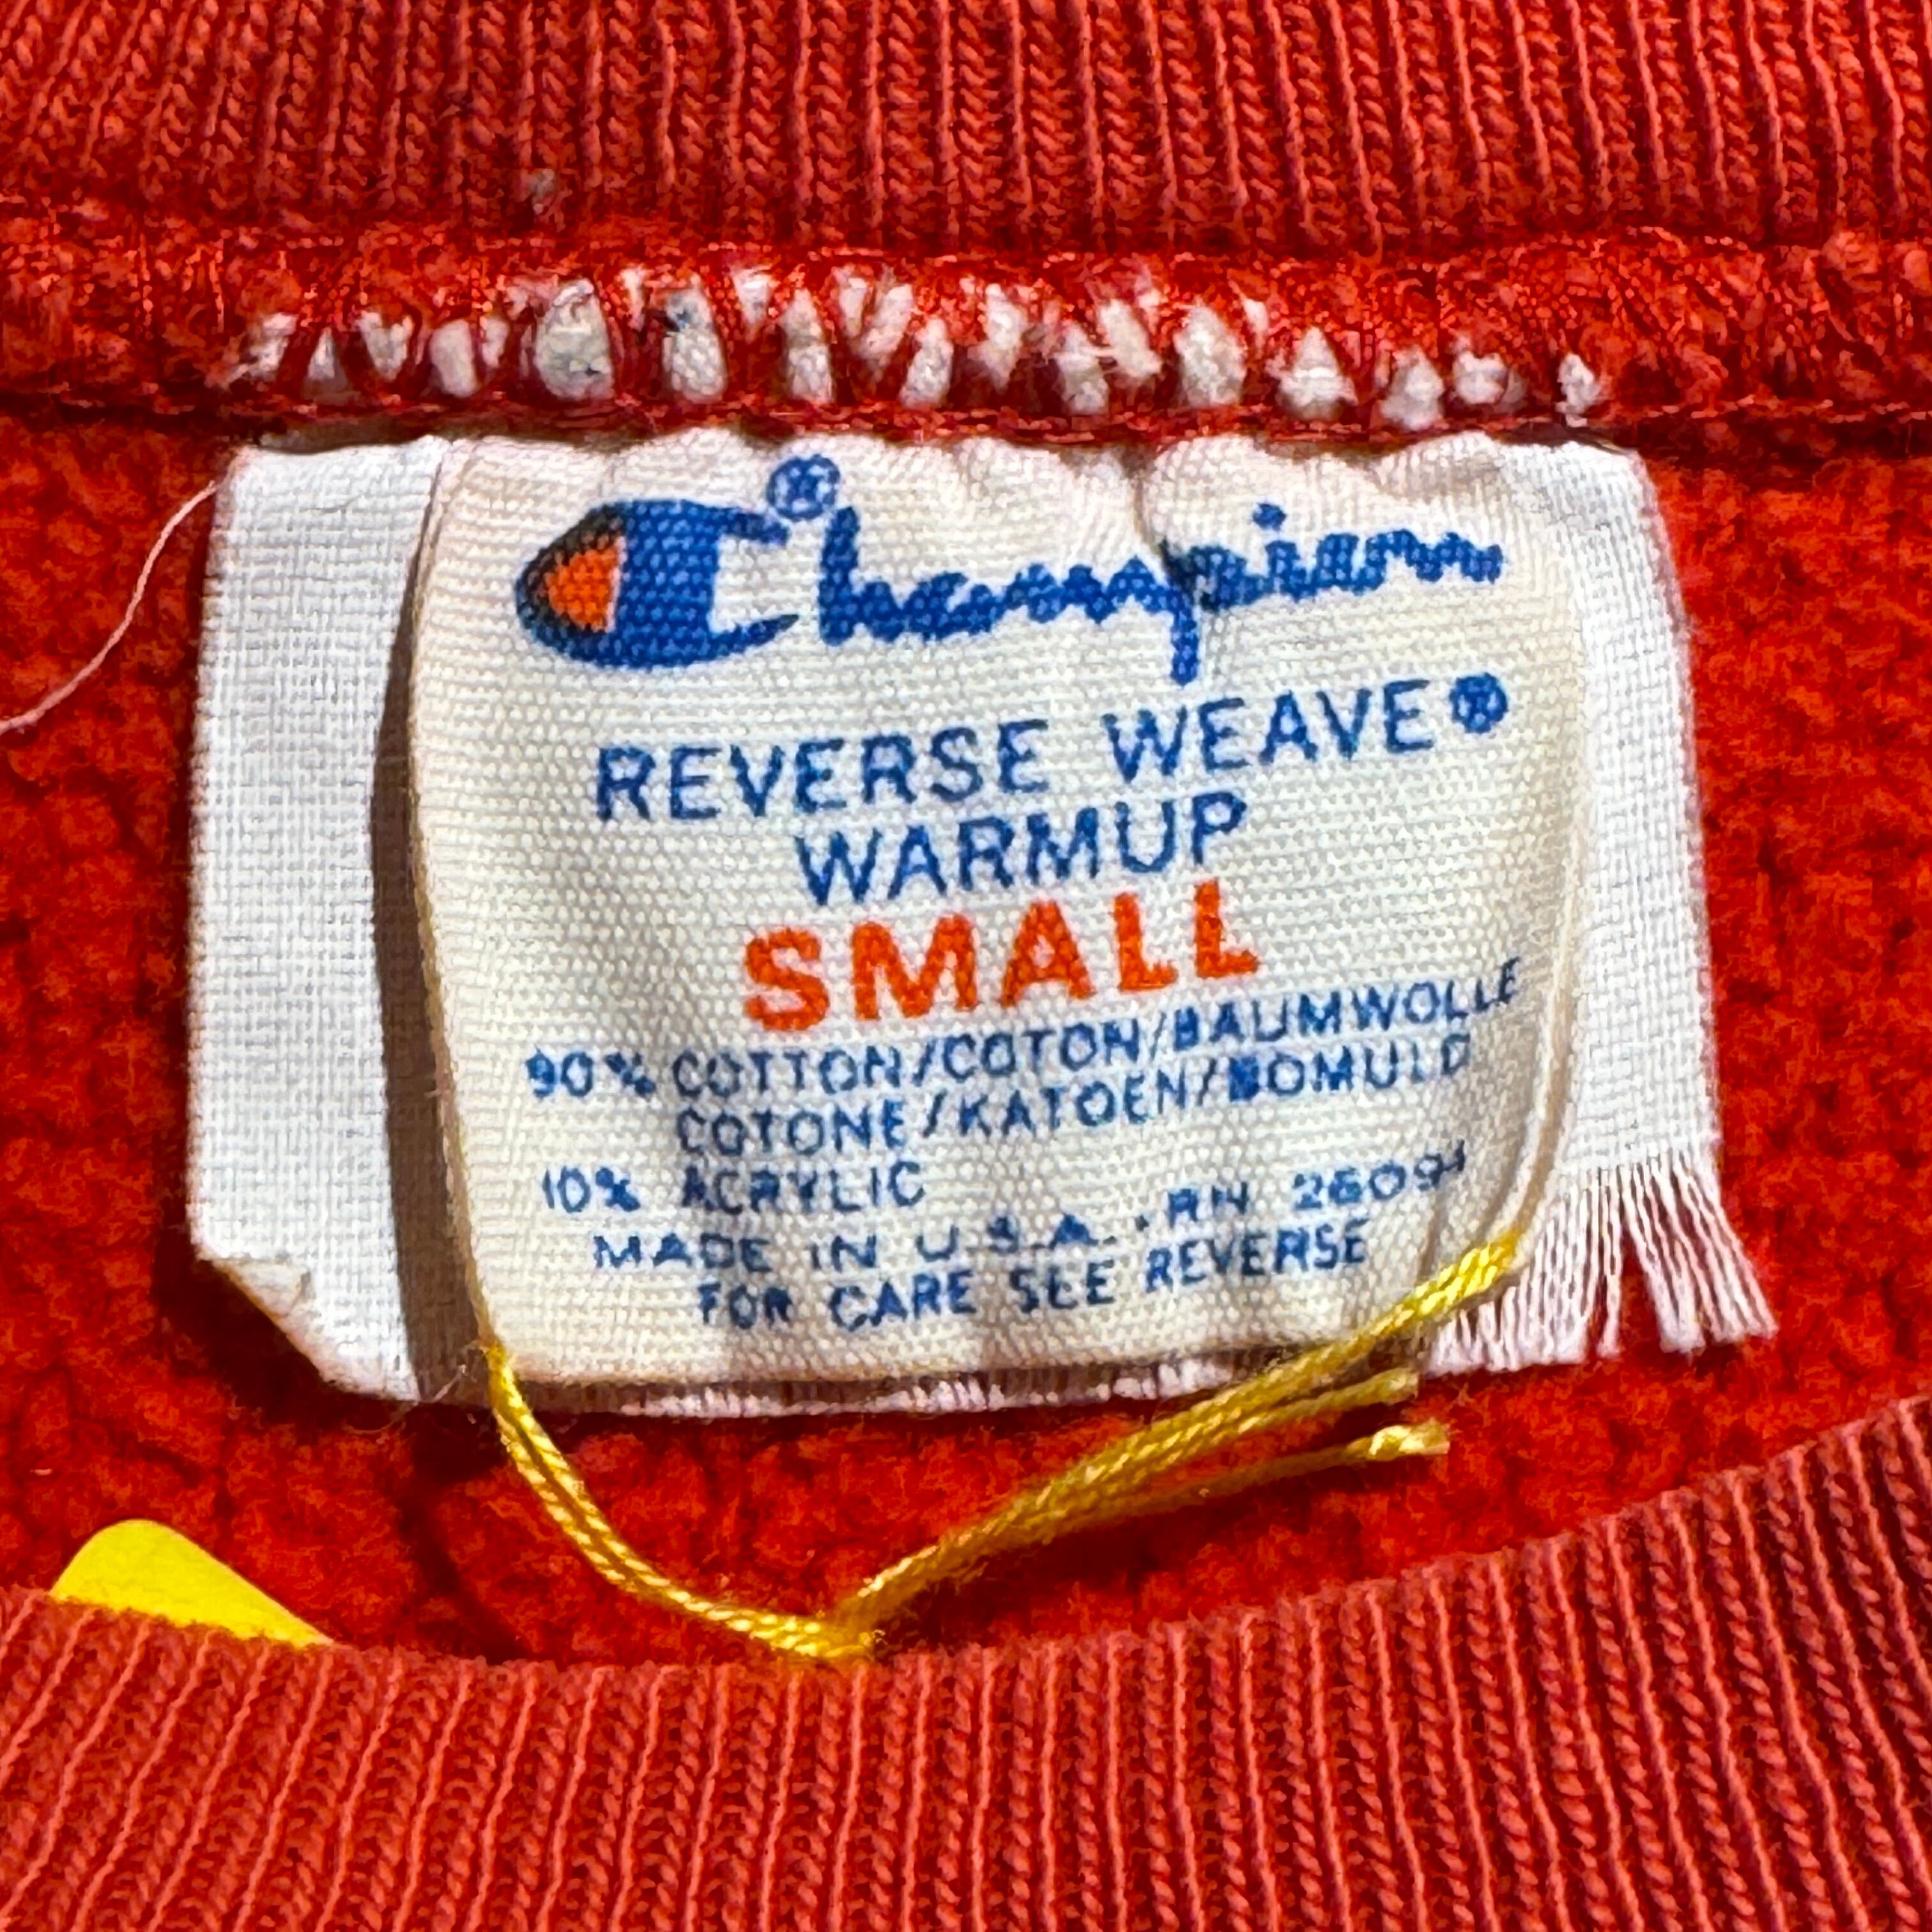 Champion®
REVERSE WEAVE®
WARMUP
SMALL
90% COTTON/COTON/BAUMWOLLE
COTONE/KATOEN/BOMULD
10% ACRYLIC
MADE IN U.S.A. • RN 26094
FOR CARE SEE REVERSE